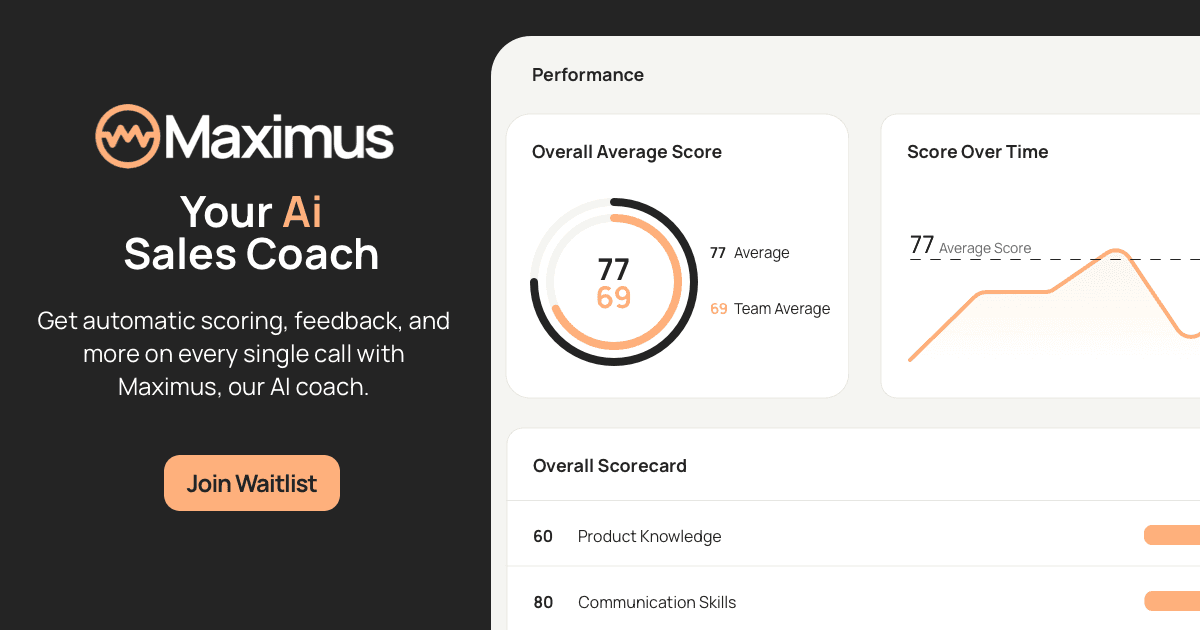 Maximus
Your Ai
Sales Coach
Get automatic scoring, feedback, and
more on every single call with
Maximus, our AI coach.
Join Waitlist
Performance
Overall Average Score
77
69
77 Average
69 Team Average
Score Over Time
77 Average Score
Overall Scorecard
60 Product Knowledge
80 Communication Skills